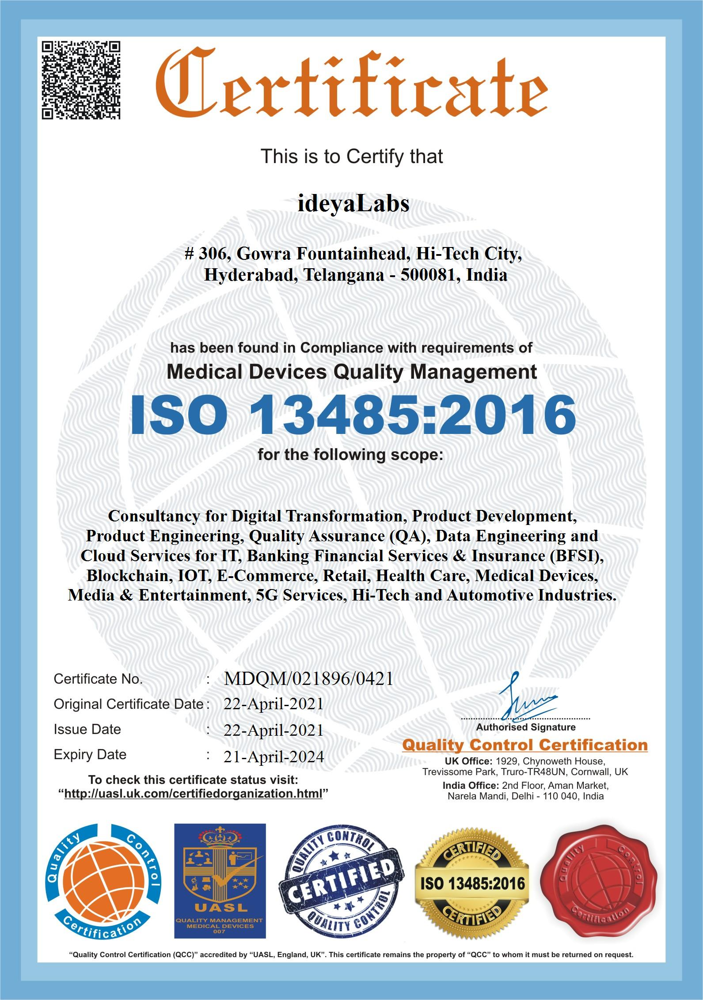 Certificate
This is to Certify that
ideyaLabs
# 306, Gowra Fountainhead, Hi-Tech City,
Hyderabad, Telangana - 500081, India
has been found in Compliance with requirements of
Medical Devices Quality Management
ISO 13485:2016
for the following scope:
Consultancy for Digital Transformation, Product Development,
Product Engineering, Quality Assurance (QA), Data Engineering and
Cloud Services for IT, Banking Financial Services & Insurance (BFSI),
Blockchain, IOT, E-Commerce, Retail, Health Care, Medical Devices,
Media & Entertainment, 5G Services, Hi-Tech and Automotive Industries.
Certificate No. : MDQM/021896/0421
Original Certificate Date : 22-April-2021
Issue Date : 22-April-2021
Expiry Date : 21-April-2024
To check this certificate status visit:
“http://uasl.uk.com/certifiedorganization.html”
Authorised Signature
Quality Control Certification
UK Office: 1929, Chynoweth House,
Trevissome Park, Truro-TR48UN, Cornwall, UK
India Office: 2nd Floor, Aman Market,
Narela Mandi, Delhi - 110 040, India
Quality Control Certification
UASL
QUALITY MANAGEMENT
MEDICAL DEVICES
007
QUALITY CONTROL
CERTIFIED
QUALITY CONTROL
CERTIFIED
ISO 13485:2016
CERTIFIED
Quality Control Certification
“Quality Control Certification (QCC)” accredited by “UASL, England, UK”. This certificate remains the property of “QCC” to whom it must be returned on request.